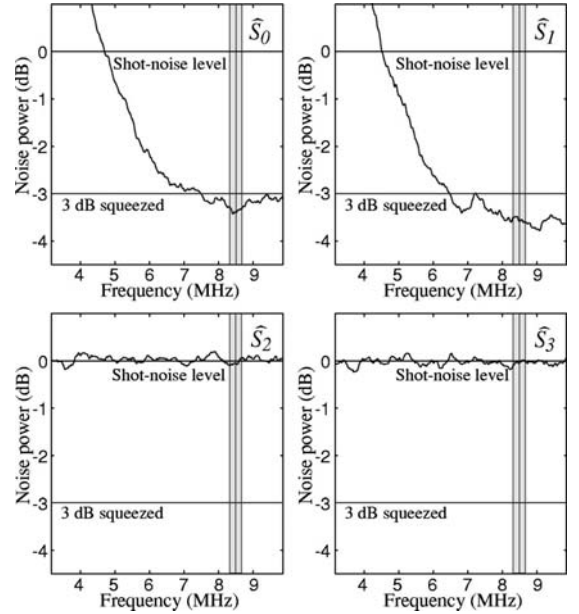 Ŝ0
Noise power (dB)
0
-1
-2
-3
-4
Shot-noise level
3 dB squeezed
4 5 6 7 8 9
Frequency (MHz)
Ŝ1
Noise power (dB)
0
-1
-2
-3
-4
Shot-noise level
3 dB squeezed
4 5 6 7 8 9
Frequency (MHz)
Ŝ2
Noise power (dB)
0
-1
-2
-3
-4
Shot-noise level
3 dB squeezed
4 5 6 7 8 9
Frequency (MHz)
Ŝ3
Noise power (dB)
0
-1
-2
-3
-4
Shot-noise level
3 dB squeezed
4 5 6 7 8 9
Frequency (MHz)